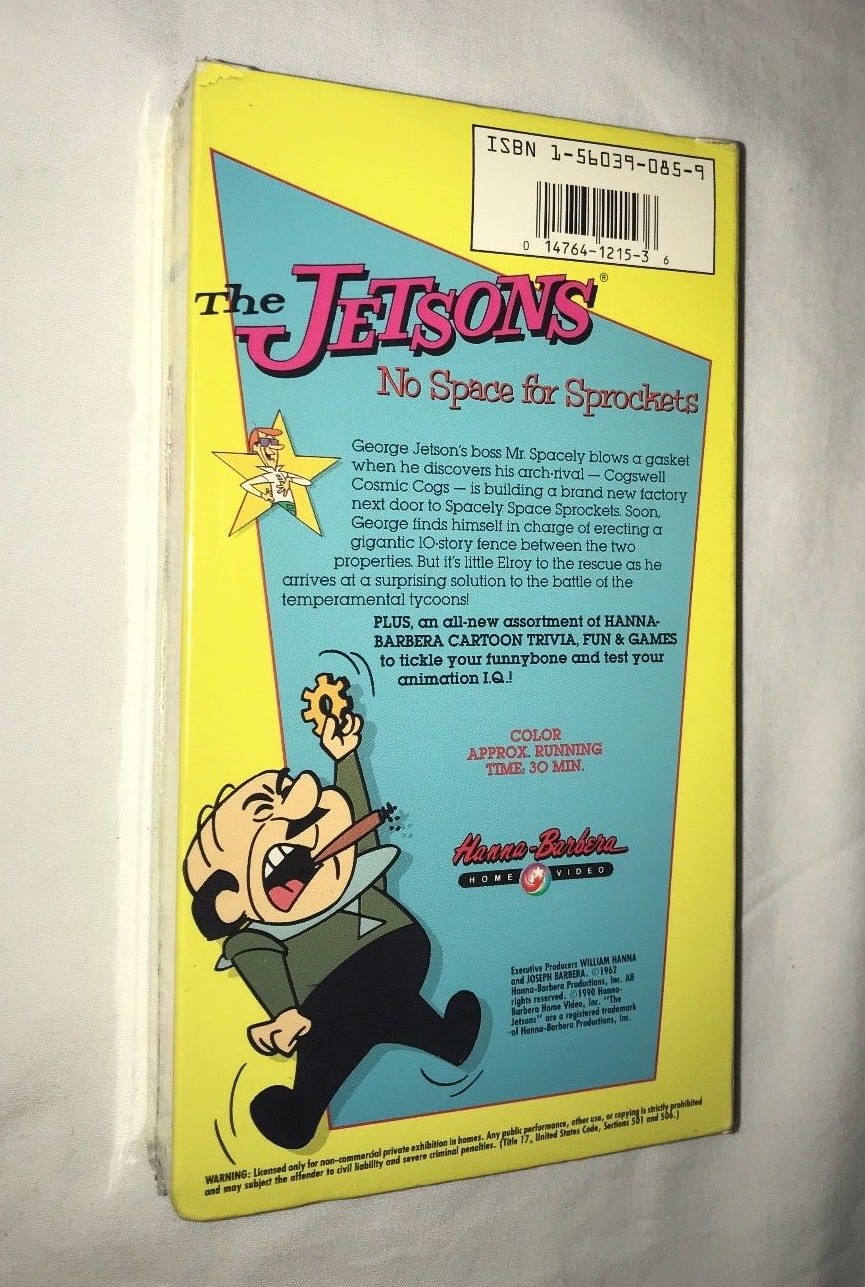 ISBN 1-56039-085-9
0 14764-1215-3 6
The JETSONS®
No Space for Sprockets
George Jetson's boss Mr. Spacely blows a gasket
when he discovers his arch-rival — Cogswell
Cosmic Cogs — is building a brand new factory
next door to Spacely Space Sprockets. Soon,
George finds himself in charge of erecting a
gigantic 10-story fence between the two
properties. But it's little Elroy to the rescue as he
arrives at a surprising solution to the battle of the
temperamental tycoons!
PLUS, an all-new assortment of HANNA-
BARBERA CARTOON TRIVIA, FUN & GAMES
to tickle your funnybone and test your
animation I.Q.!
COLOR
APPROX. RUNNING
TIME: 30 MIN.
Hanna-Barbera
HOME VIDEO
Executive Producers WILLIAM HANNA
and JOSEPH BARBERA. ©1962
Hanna-Barbera Productions, Inc. All
rights reserved. ©1990 Hanna-
Barbera Home Video, Inc. "The
Jetsons" are a registered trademark
of Hanna-Barbera Productions, Inc.
WARNING: Licensed only for non-commercial private exhibition in homes. Any public performance, other use, or copying is strictly prohibited
and may subject the offender to civil liability and severe criminal penalties. (Title 17, United States Code, Sections 501 and 506.)